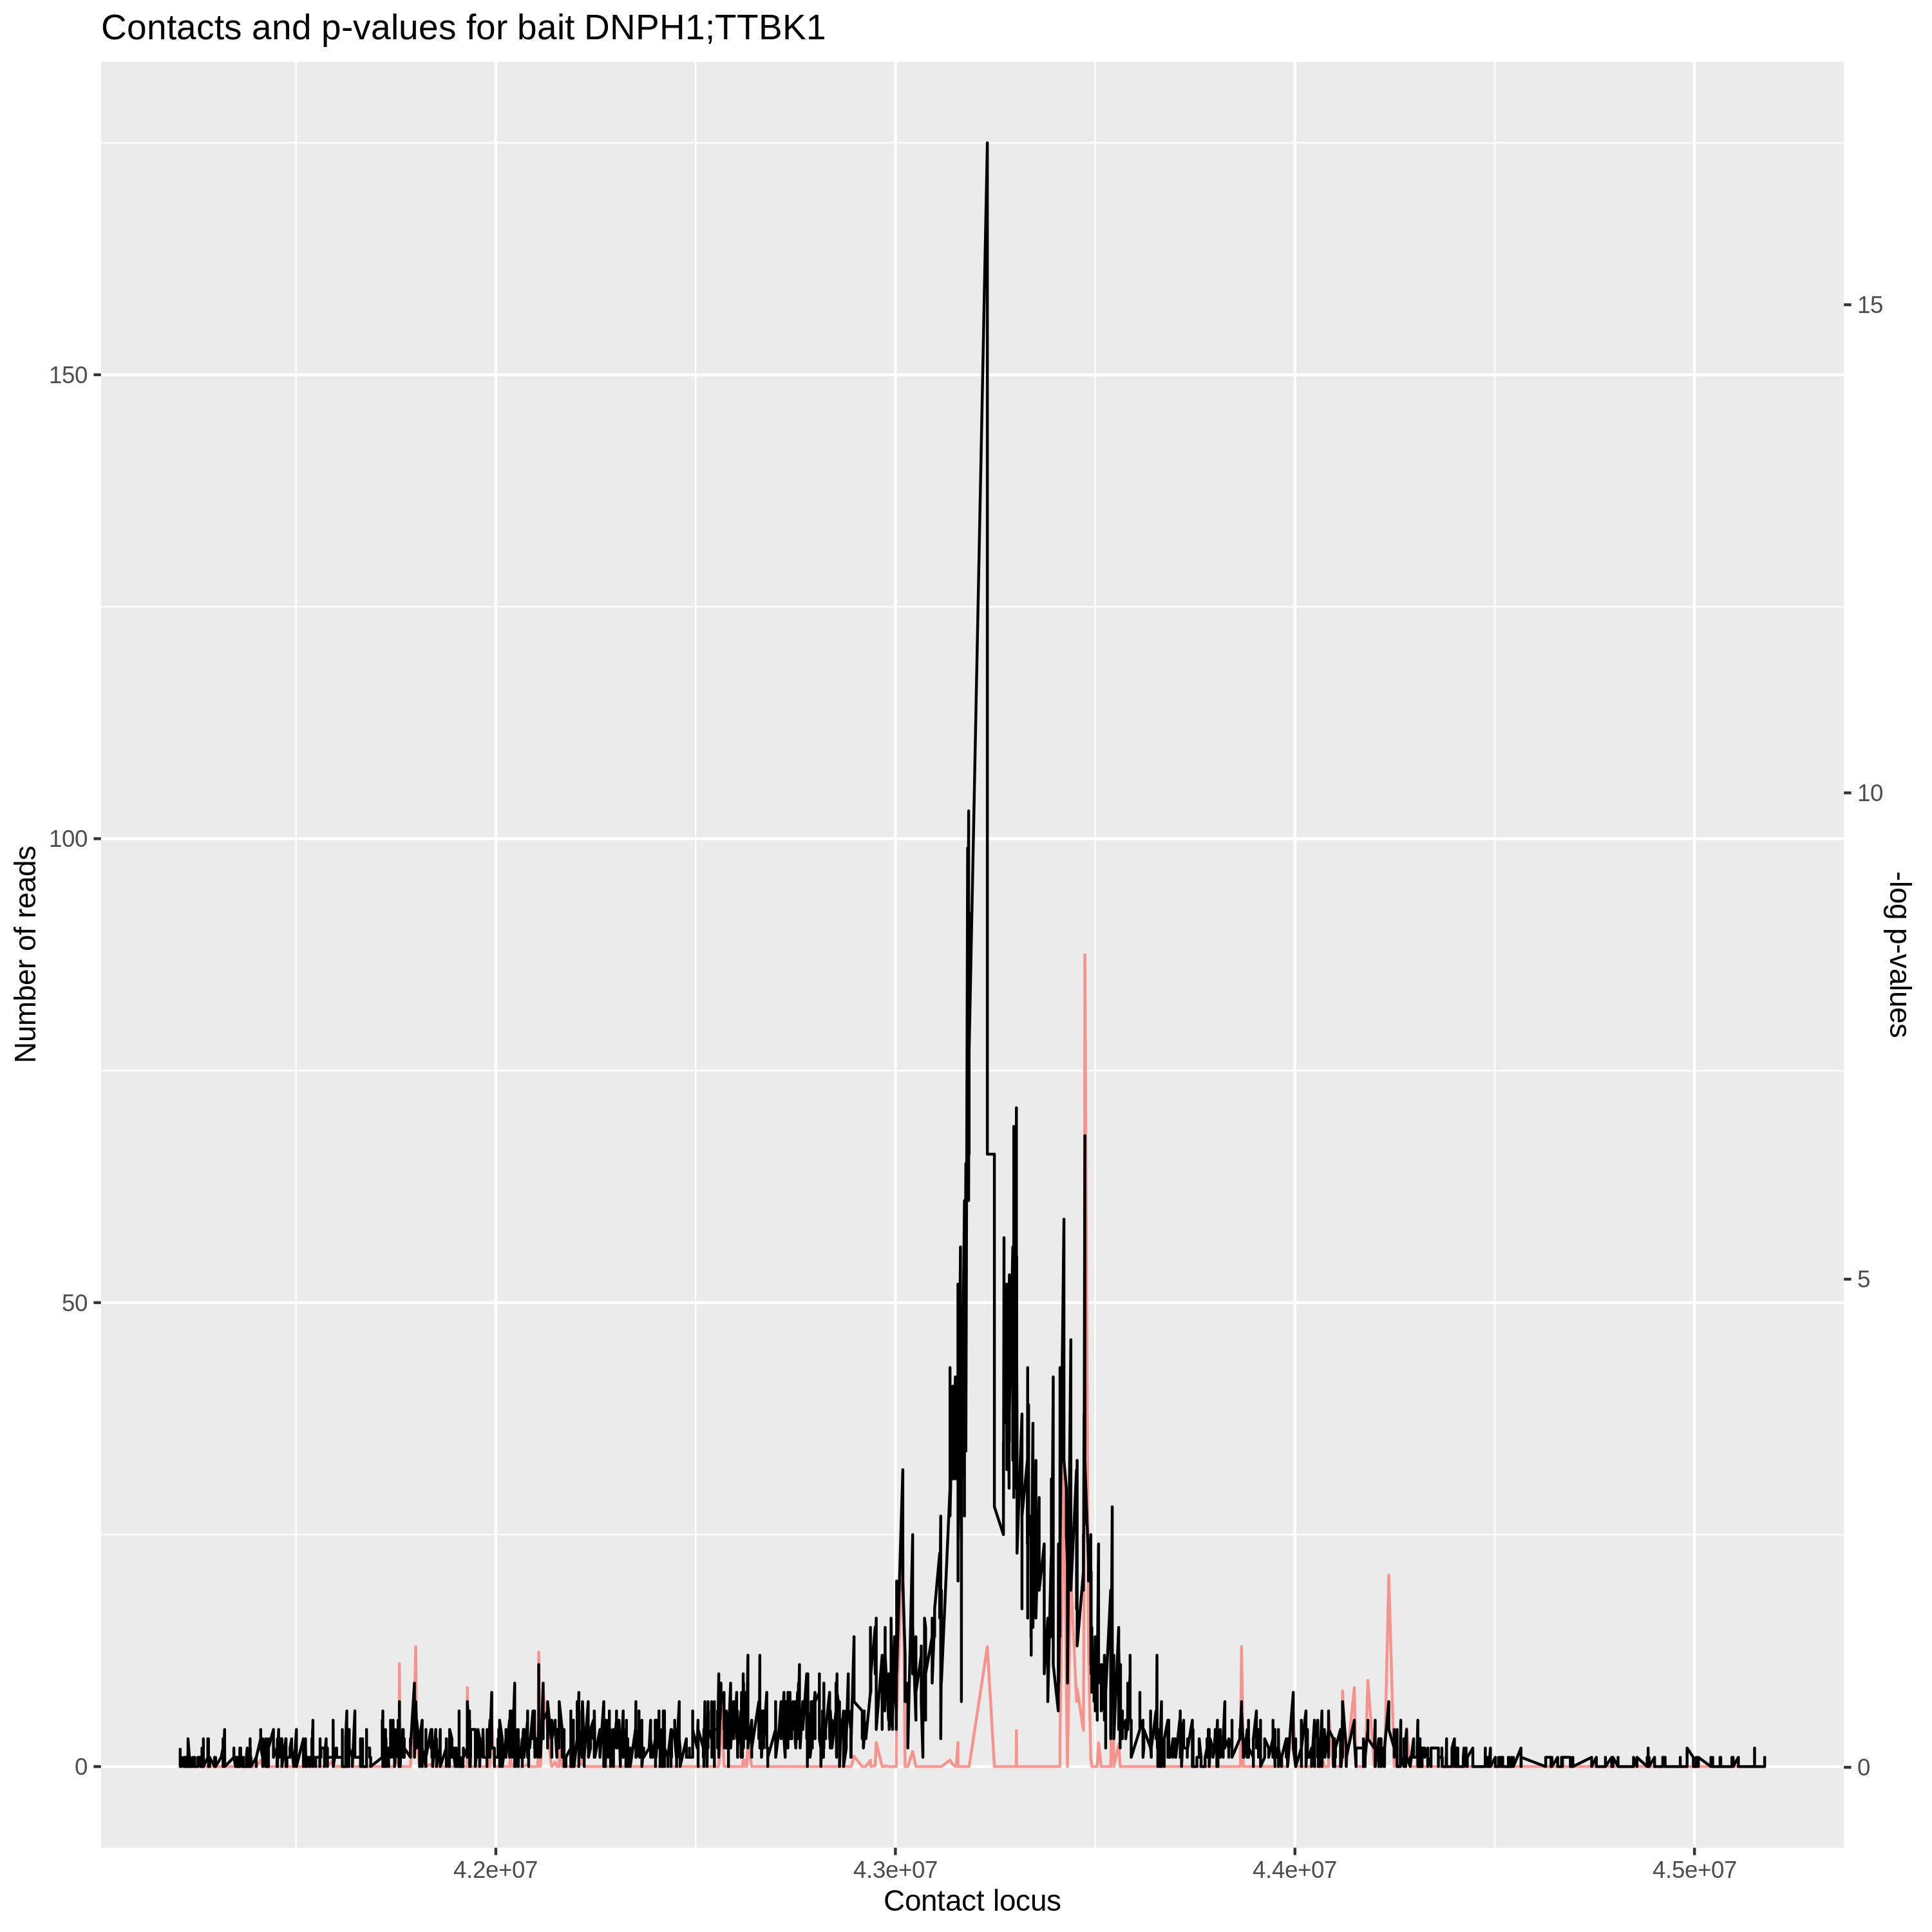 Contacts and p-values for bait DNPH1;TTBK1
Number of reads
150
100
50
0
15
10
5
0
-log p-values
4.2e+07
4.3e+07
4.4e+07
4.5e+07
Contact locus